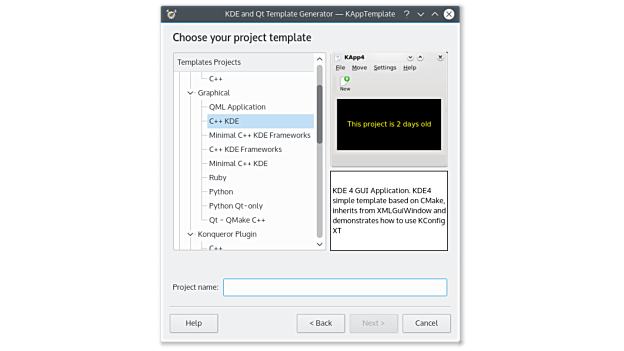 KDE and Qt Template Generator — KAppTemplate
Choose your project template
Templates Projects
C++
Graphical
QML Application
C++ KDE
Minimal C++ KDE Frameworks
C++ KDE Frameworks
Minimal C++ KDE
Ruby
Python
Python Qt-only
Qt - QMake C++
Konqueror Plugin
C++
KApp4
File Move Settings Help
New
This project is 2 days old
KDE 4 GUI Application. KDE4
simple template based on CMake,
inherits from XMLGuiWindow and
demonstrates how to use KConfig
XT
Project name:
Help
< Back
Next >
Cancel